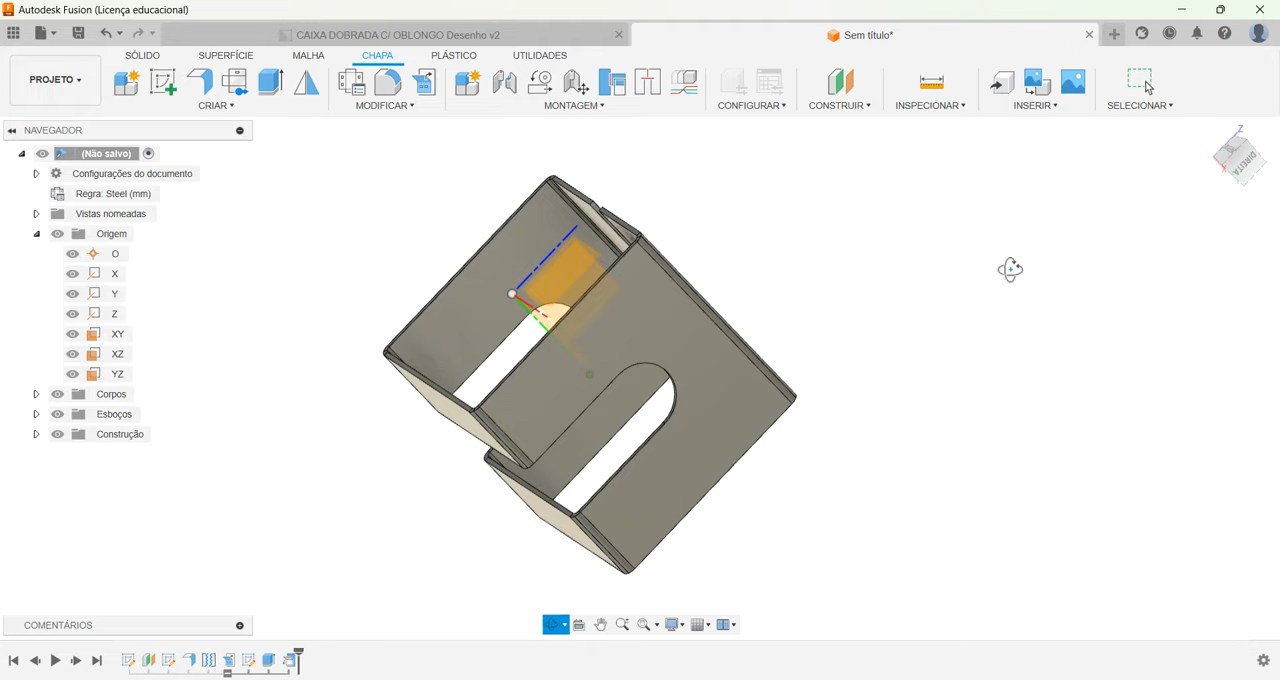 Autodesk Fusion (Licença educacional)
CAIXA DOBRADA C/ OBLONGO Desenho v2
Sem título*
SÓLIDO SUPERFÍCIE MALHA CHAPA PLÁSTICO UTILIDADES
PROJETO
CRIAR MODIFICAR MONTAGEM CONFIGURAR CONSTRUIR INSPECIONAR INSERIR SELECIONAR
NAVEGADOR
(Não salvo)
Configurações do documento
Regra: Steel (mm)
Vistas nomeadas
Origem
O
X
Y
Z
XY
XZ
YZ
Corpos
Esboços
Construção
Z
DIREITA
X
COMENTÁRIOS